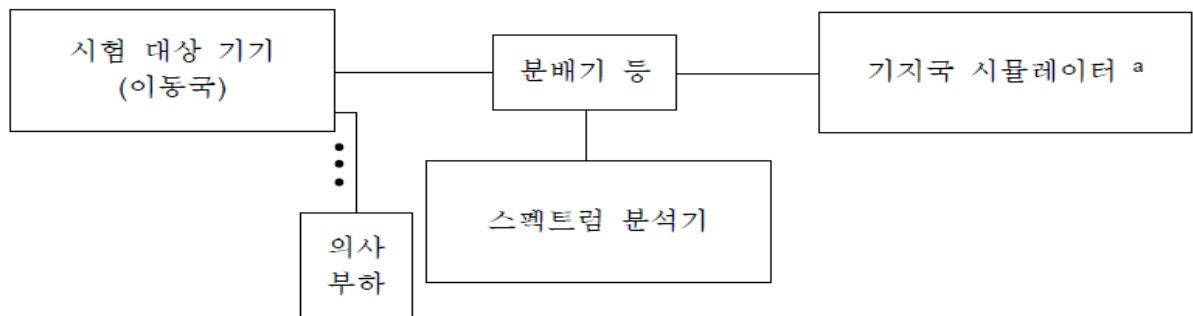 시험 대상 기기
(이동국)
분배기 등
기지국 시뮬레이터 ª
스펙트럼 분석기
의사
부하